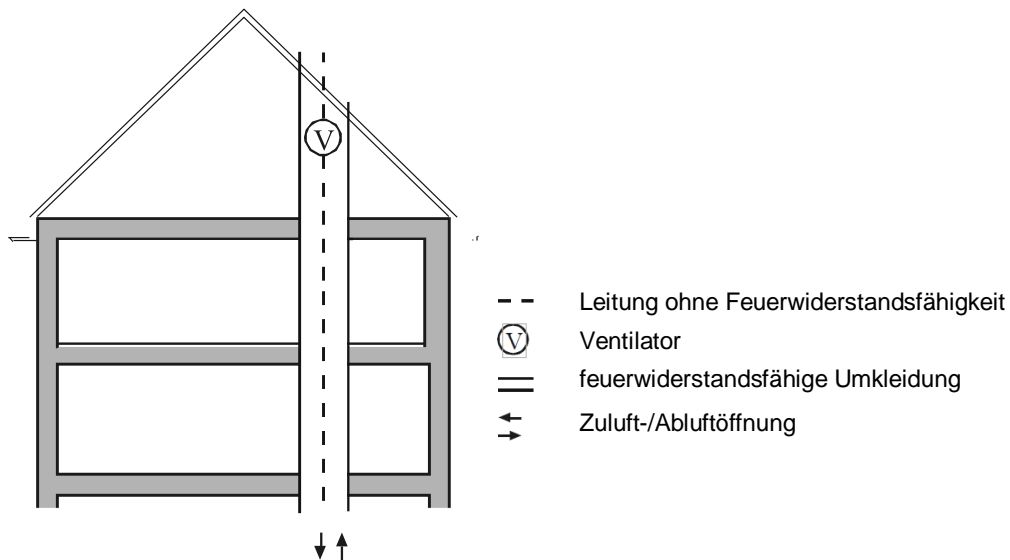 V
Leitung ohne Feuerwiderstandsfähigkeit
V Ventilator
feuerwiderstandsfähige Umkleidung
Zuluft-/Abluftöffnung